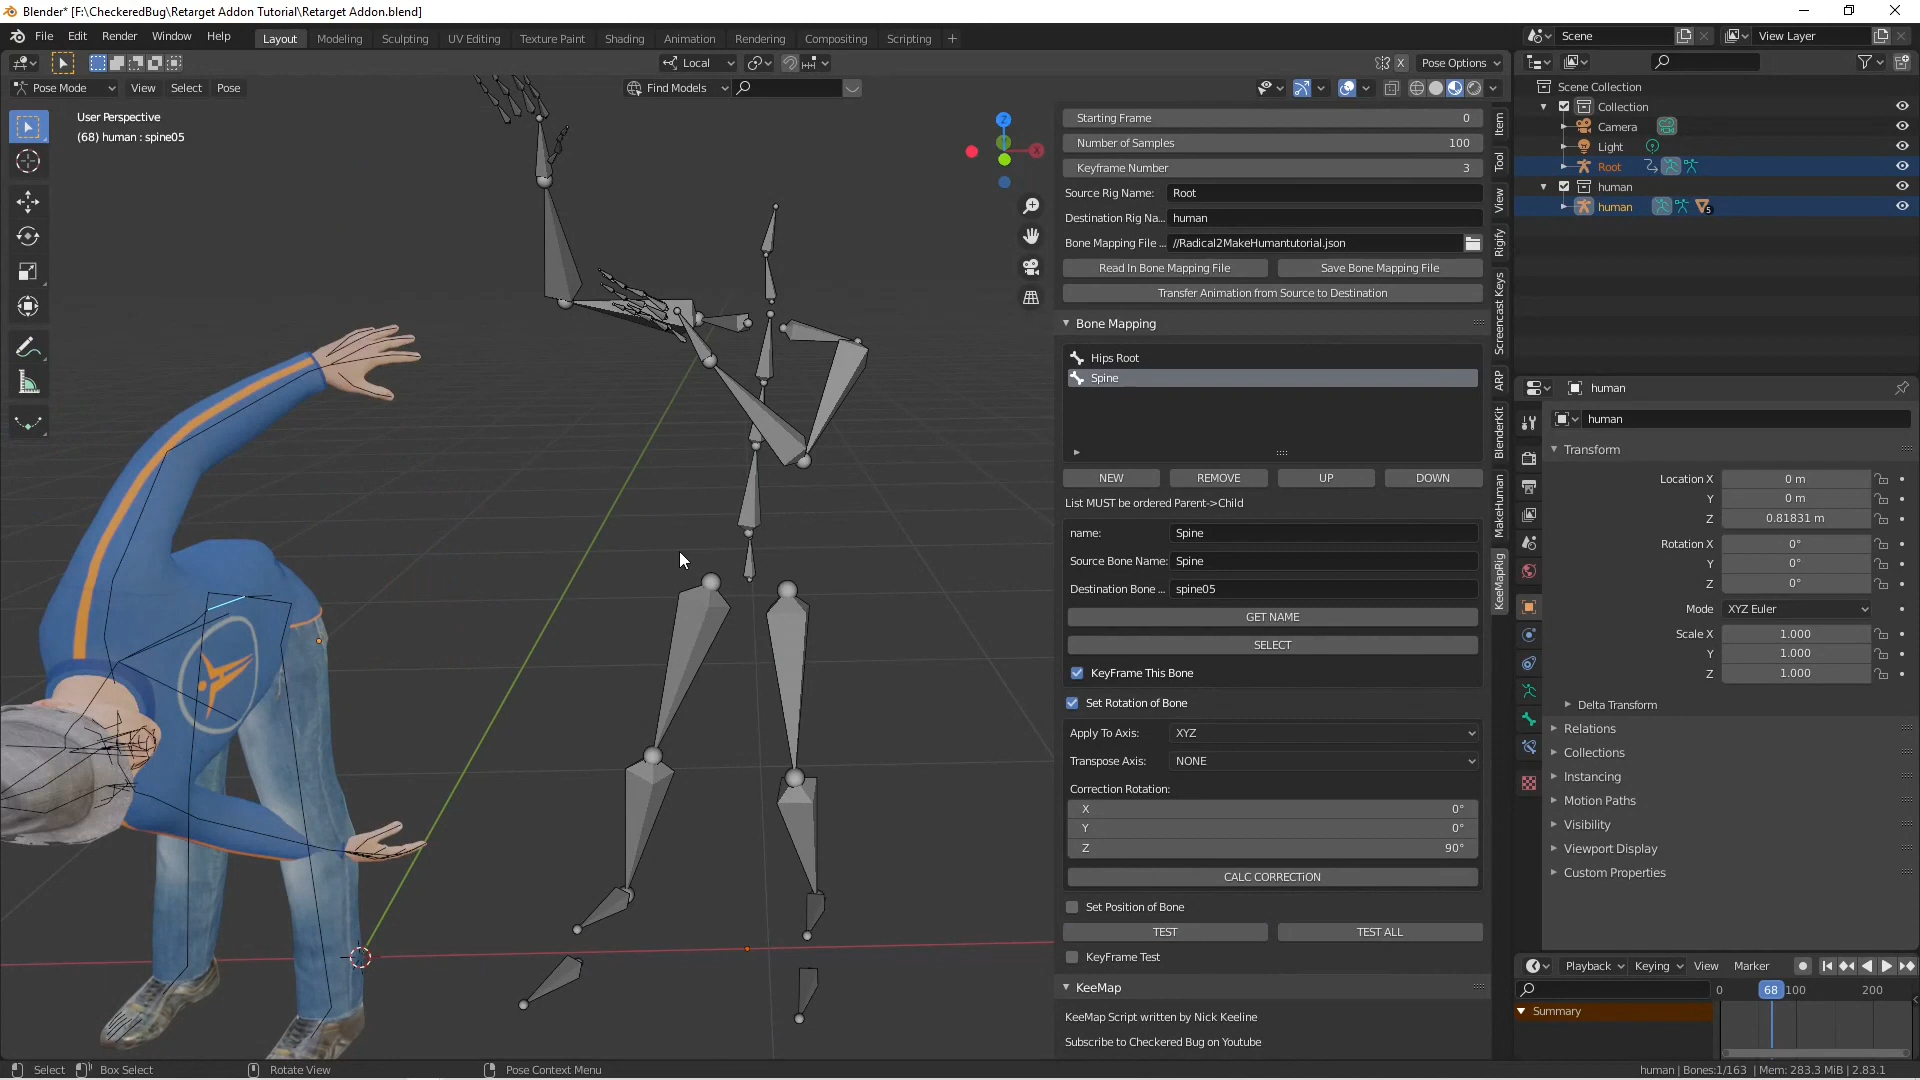 Blender* [F:\CheckeredBug\Retarget Addon Tutorial\Retarget Addon.blend]
File Edit Render Window Help Layout Modeling Sculpting UV Editing Texture Paint Shading Animation Rendering Compositing Scripting + Scene View Layer
Local X Pose Options
Pose Mode View Select Pose Find Models
User Perspective
(68) human : spine05
Z
X
Starting Frame 0
Number of Samples 100
Keyframe Number 3
Source Rig Name: Root
Destination Rig Na... human
Bone Mapping File ... //Radical2MakeHumantutorial.json
Read In Bone Mapping File Save Bone Mapping File
Transfer Animation from Source to Destination
Bone Mapping
Hips Root
Spine
NEW REMOVE UP DOWN
List MUST be ordered Parent->Child
name: Spine
Source Bone Name: Spine
Destination Bone ... spine05
GET NAME
SELECT
KeyFrame This Bone
Set Rotation of Bone
Apply To Axis: XYZ
Transpose Axis: NONE
Correction Rotation:
X 0°
Y 0°
Z 90°
CALC CORRECTION
Set Position of Bone
TEST TEST ALL
KeyFrame Test
KeeMap
KeeMap Script written by Nick Keeline
Subscribe to Checkered Bug on Youtube
Item
Tool
View
Rigify
Screencast Keys
ARP
BlenderKit
MakeHuman
KeeMapRig
Scene Collection
Collection
Camera
Light
Root
human
human 5
human
human
Transform
Location X 0 m
Y 0 m
Z 0.81831 m
Rotation X 0°
Y 0°
Z 0°
Mode XYZ Euler
Scale X 1.000
Y 1.000
Z 1.000
Delta Transform
Relations
Collections
Instancing
Motion Paths
Visibility
Viewport Display
Custom Properties
Playback Keying View Marker
0 68 100 200
Summary
Select Box Select Rotate View Pose Context Menu human | Bones:1/163 | Mem: 283.3 MiB | 2.83.1